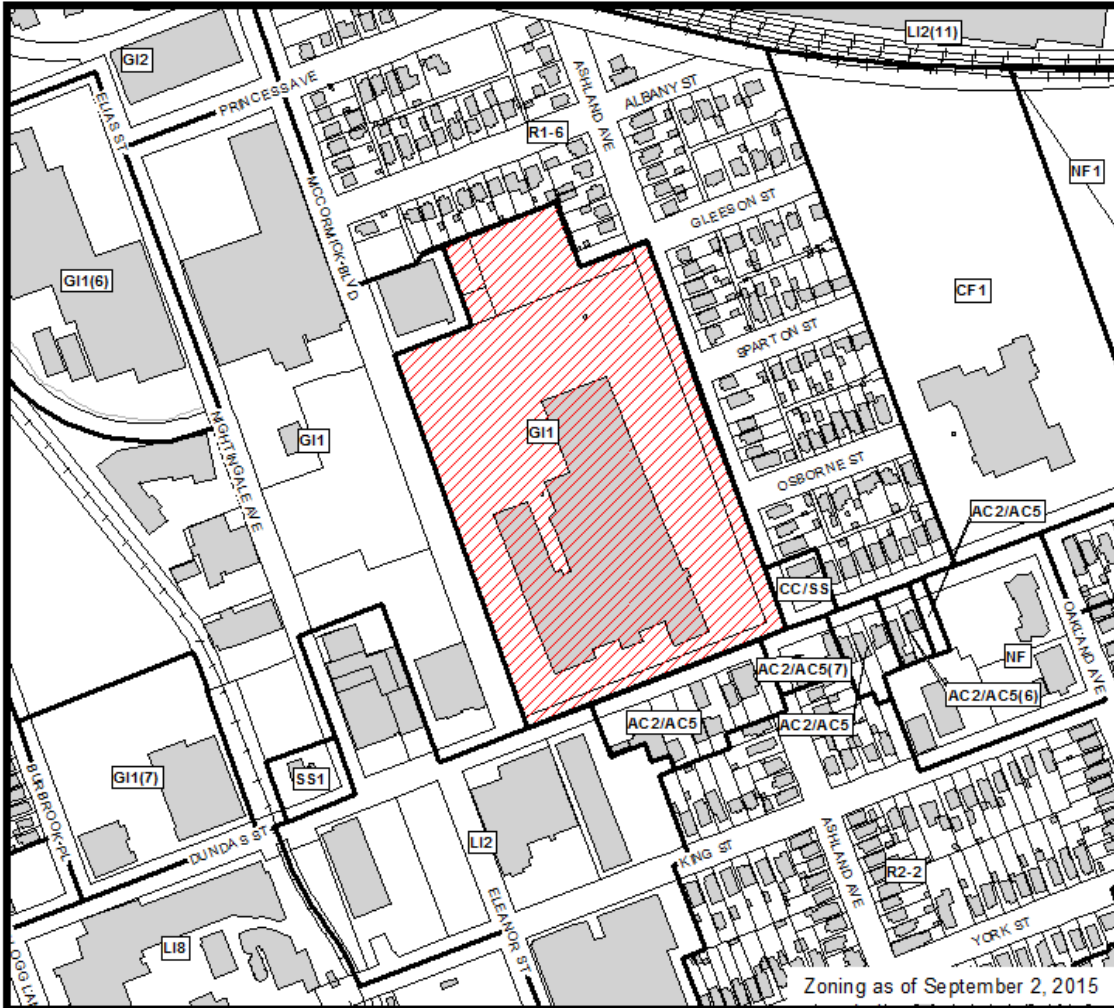 LI2(11)
GI2
PRINCESS AVE
ELIAS ST
ASHLAND AVE
ALBANY ST
R1-6
NF1
MCCORMICK BLVD
GLEESON ST
GI1(6)
CF1
SPARTON ST
NIGHTINGALE AVE
GI1
GI1
OSBORNE ST
AC2/AC5
CC/SS
OAKLAND AVE
NF
AC2/AC5(7)
AC2/AC5(6)
AC2/AC5
AC2/AC5
GI1(7)
SS1
BURBROOK PL
DUNDAS ST
LI2
KING ST
ASHLAND AVE
R2-2
ELEANOR ST
YORK ST
LI8
Zoning as of September 2, 2015